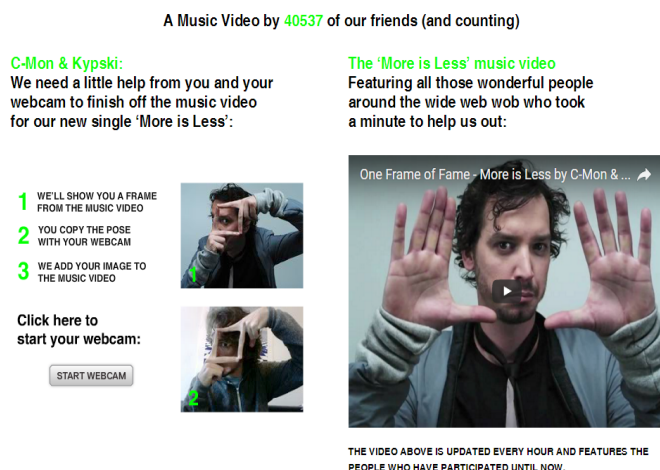 A Music Video by 40537 of our friends (and counting)
C-Mon & Kypski:
We need a little help from you and your
webcam to finish off the music video
for our new single ‘More is Less’:
1 WE'LL SHOW YOU A FRAME
FROM THE MUSIC VIDEO
2 YOU COPY THE POSE
WITH YOUR WEBCAM
3 WE ADD YOUR IMAGE TO
THE MUSIC VIDEO
1
Click here to
start your webcam:
START WEBCAM
2
The ‘More is Less’ music video
Featuring all those wonderful people
around the wide web wob who took
a minute to help us out:
One Frame of Fame - More is Less by C-Mon & ...
THE VIDEO ABOVE IS UPDATED EVERY HOUR AND FEATURES THE
PEOPLE WHO HAVE PARTICIPATED UNTIL NOW.